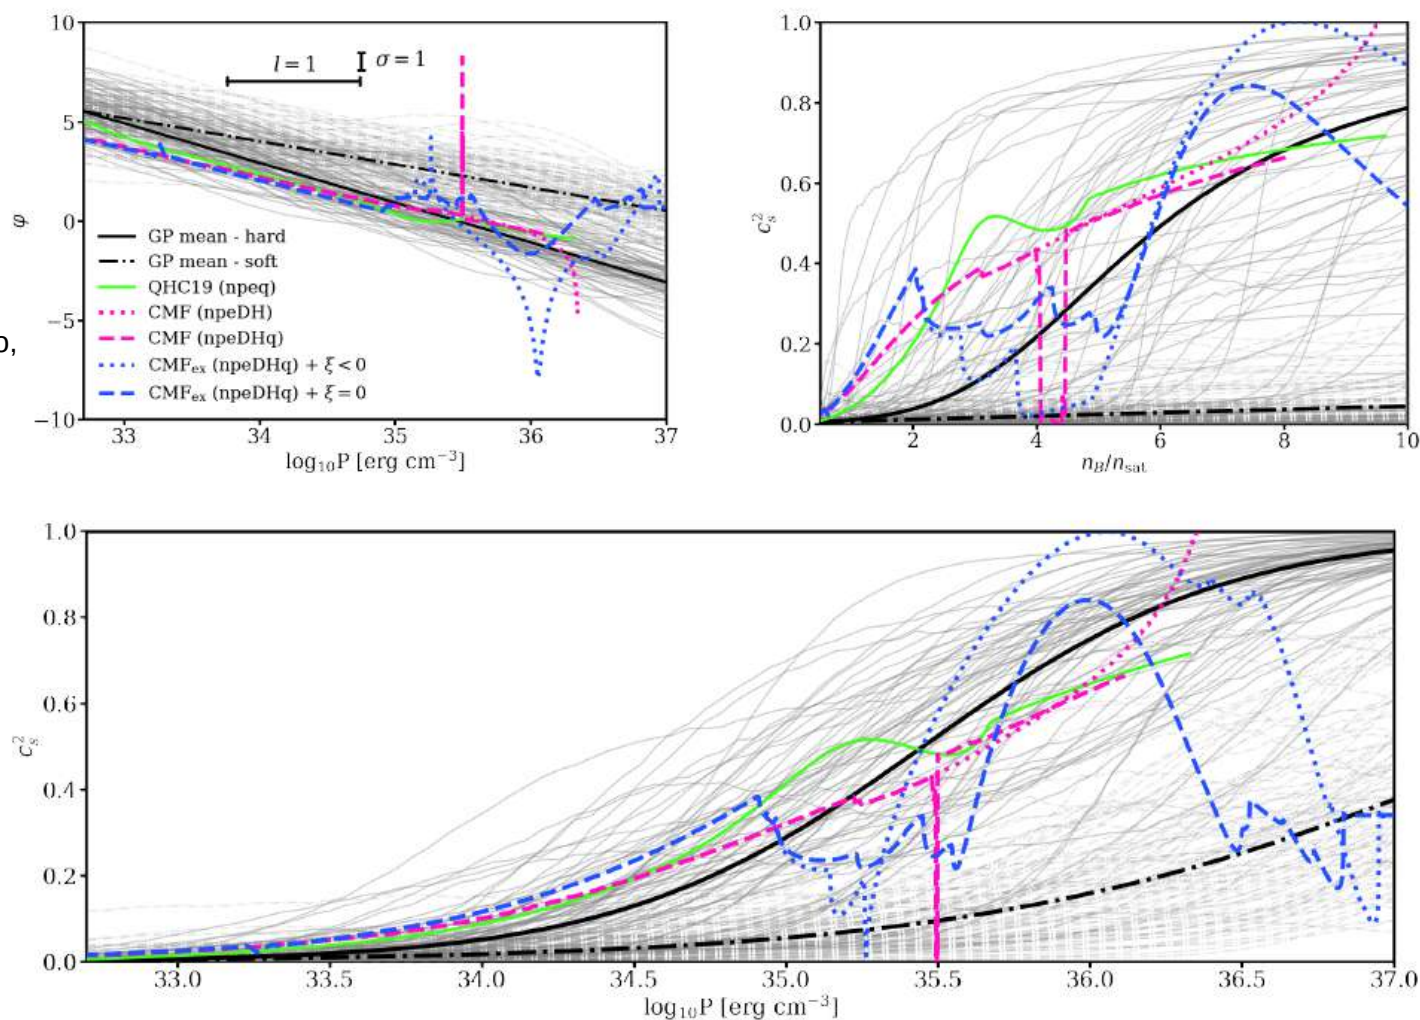 10
5
0
−5
−10
φ
l = 1
σ = 1
GP mean - hard
GP mean - soft
QHC19 (npeq)
CMF (npeDH)
CMF (npeDHq)
CMFₑₓ (npeDHq) + ξ < 0
CMFₑₓ (npeDHq) + ξ = 0
33 34 35 36 37
log₁₀P [erg cm⁻³]
,
1.0
0.8
0.6
0.4
0.2
0.0
cₛ²
2 4 6 8 10
n_B/n_sat
1.0
0.8
0.6
0.4
0.2
0.0
cₛ²
33.0 33.5 34.0 34.5 35.0 35.5 36.0 36.5 37.0
log₁₀P [erg cm⁻³]